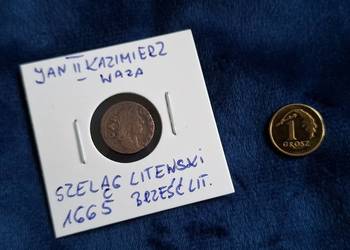 JAN II KAZIMIERZ
– WAZA
SZELĄG LITEWSKI
1665 BRZEŚĆ LIT.
1
GROSZ